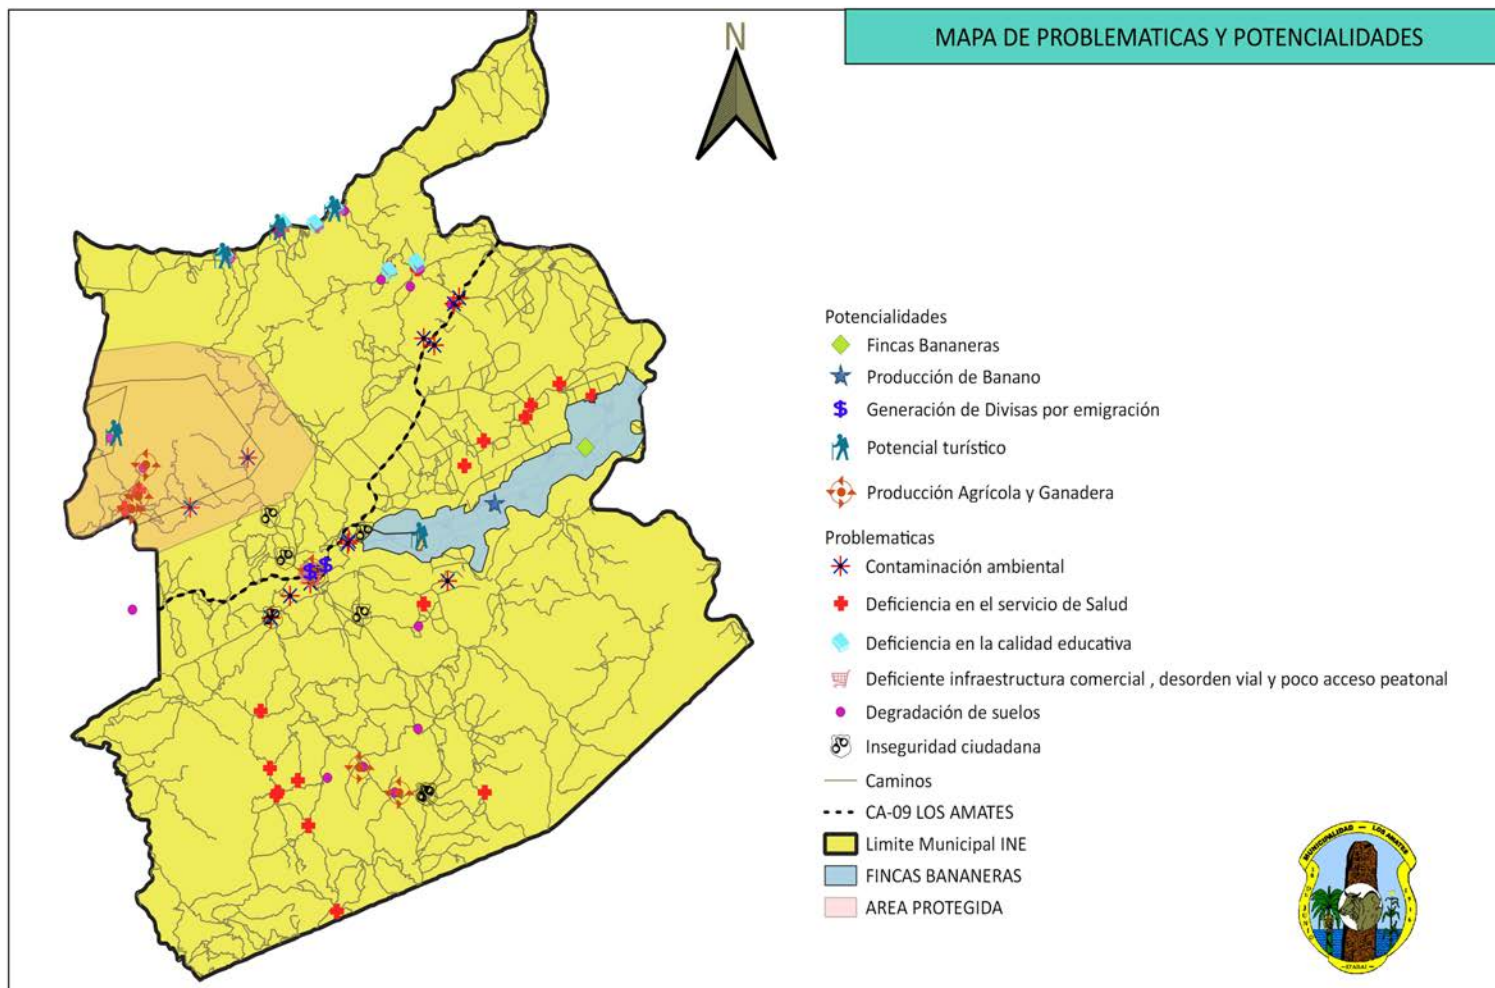 MAPA DE PROBLEMATICAS Y POTENCIALIDADES
N
Potencialidades
Fincas Bananeras
Producción de Banano
Generación de Divisas por emigración
Potencial turístico
Producción Agrícola y Ganadera
Problematicas
Contaminación ambiental
Deficiencia en el servicio de Salud
Deficiencia en la calidad educativa
Deficiente infraestructura comercial , desorden vial y poco acceso peatonal
Degradación de suelos
Inseguridad ciudadana
Caminos
CA-09 LOS AMATES
Limite Municipal INE
FINCAS BANANERAS
AREA PROTEGIDA
MUNICIPALIDAD — LOS AMATES